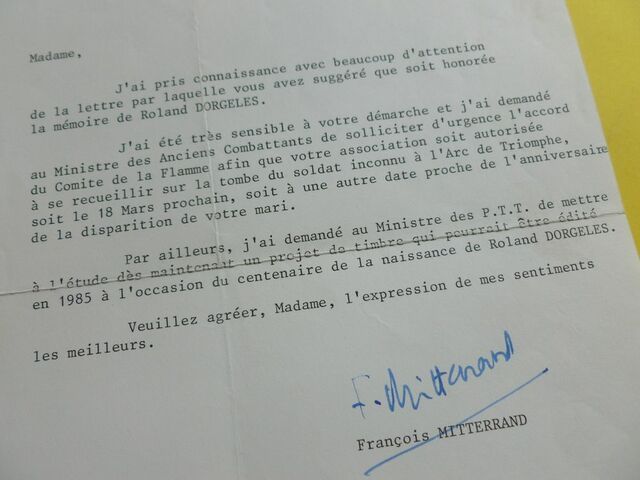 Madame,
J'ai pris connaissance avec beaucoup d'attention
de la lettre par laquelle vous avez suggéré que soit honorée
la mémoire de Roland DORGELES.
J'ai été très sensible à votre démarche et j'ai demandé
au Ministre des Anciens Combattants de solliciter d'urgence l'accord
du Comite de la Flamme afin que votre association soit autorisée
à se recueillir sur la tombe du soldat inconnu à l'Arc de Triomphe,
soit le 18 Mars prochain, soit à une autre date proche de l'anniversaire
de la disparition de votre mari.
Par ailleurs, j'ai demandé au Ministre des P.T.T. de mettre
à l'étude dès maintenant un projet de timbre qui pourroit être édité
en 1985 à l'occasion du centenaire de la naissance de Roland DORGELES.
Veuillez agréer, Madame, l'expression de mes sentiments
les meilleurs.
F. Mitterrand
François MITTERRAND